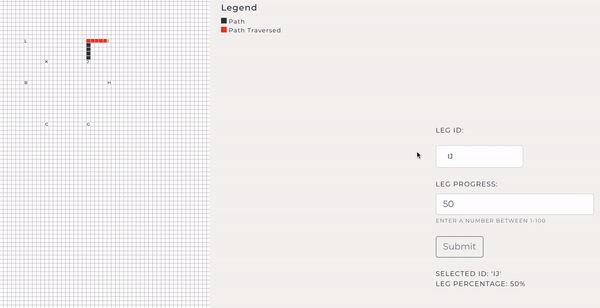 Legend
Path
Path Traversed
L
K
J
B
H
C
G
LEG ID:
IJ
LEG PROGRESS:
50
ENTER A NUMBER BETWEEN 1-100
Submit
SELECTED ID: 'IJ'
LEG PERCENTAGE: 50%